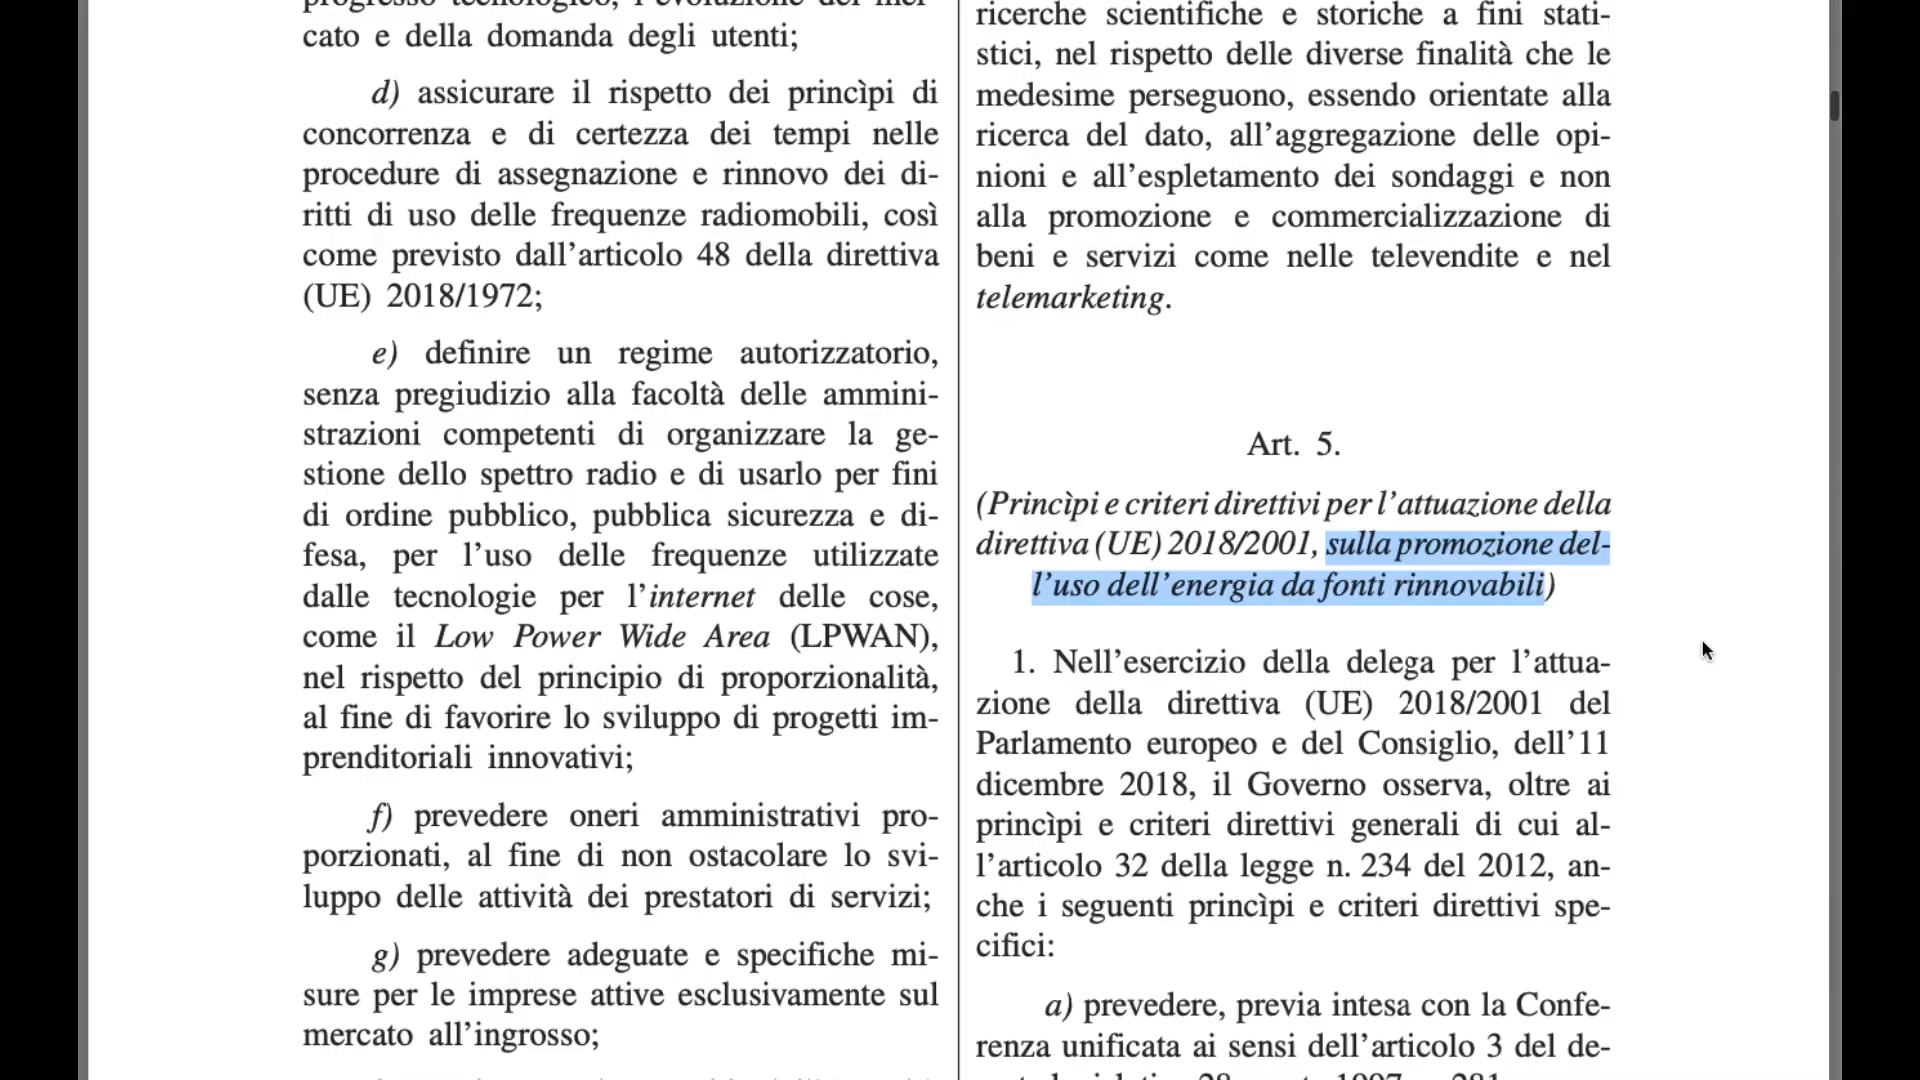 cato e della domanda degli utenti;
d) assicurare il rispetto dei princìpi di
concorrenza e di certezza dei tempi nelle
procedure di assegnazione e rinnovo dei di-
ritti di uso delle frequenze radiomobili, così
come previsto dall’articolo 48 della direttiva
(UE) 2018/1972;
e) definire un regime autorizzatorio,
senza pregiudizio alla facoltà delle ammini-
strazioni competenti di organizzare la ge-
stione dello spettro radio e di usarlo per fini
di ordine pubblico, pubblica sicurezza e di-
fesa, per l’uso delle frequenze utilizzate
dalle tecnologie per l’internet delle cose,
come il Low Power Wide Area (LPWAN),
nel rispetto del principio di proporzionalità,
al fine di favorire lo sviluppo di progetti im-
prenditoriali innovativi;
f) prevedere oneri amministrativi pro-
porzionati, al fine di non ostacolare lo svi-
luppo delle attività dei prestatori di servizi;
g) prevedere adeguate e specifiche mi-
sure per le imprese attive esclusivamente sul
mercato all’ingrosso;
ricerche scientifiche e storiche a fini stati-
stici, nel rispetto delle diverse finalità che le
medesime perseguono, essendo orientate alla
ricerca del dato, all’aggregazione delle opi-
nioni e all’espletamento dei sondaggi e non
alla promozione e commercializzazione di
beni e servizi come nelle televendite e nel
telemarketing.
Art. 5.
(Princìpi e criteri direttivi per l’attuazione della
direttiva (UE) 2018/2001, sulla promozione del-
l’uso dell’energia da fonti rinnovabili)
1. Nell’esercizio della delega per l’attua-
zione della direttiva (UE) 2018/2001 del
Parlamento europeo e del Consiglio, dell’11
dicembre 2018, il Governo osserva, oltre ai
princìpi e criteri direttivi generali di cui al-
l’articolo 32 della legge n. 234 del 2012, an-
che i seguenti princìpi e criteri direttivi spe-
cifici:
a) prevedere, previa intesa con la Confe-
renza unificata ai sensi dell’articolo 3 del de-